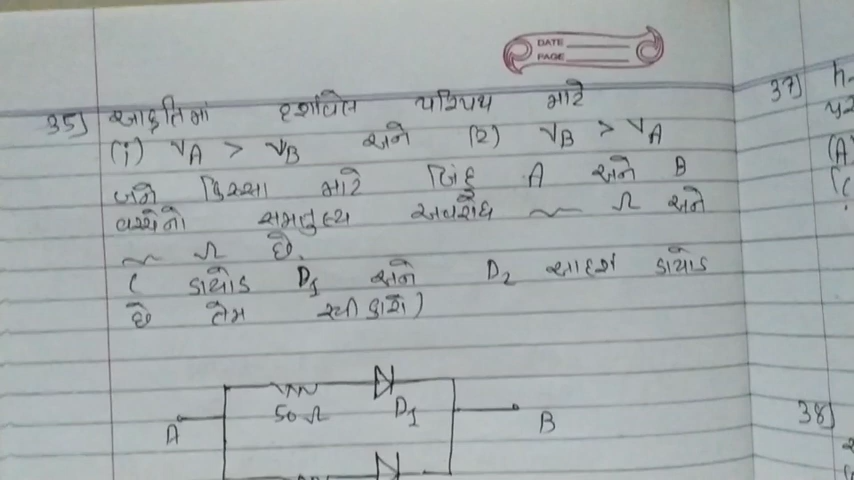 DATE
PAGE
35) આકૃતિમાં દર્શાવેલ પરિપથ માટે
(i) VA > VB અને (2) VB > VA
બંને કિસ્સા માટે બિંદુ A અને B
વચ્ચેનો સમતુલ્ય અવરોધ ~ Ω અને
~ Ω છે.
( ડાયોડ D1 અને D2 આદર્શ ડાયોડ
છે તેમ સ્વીકારો)
50 Ω D1
A B
37)
(A)
38)